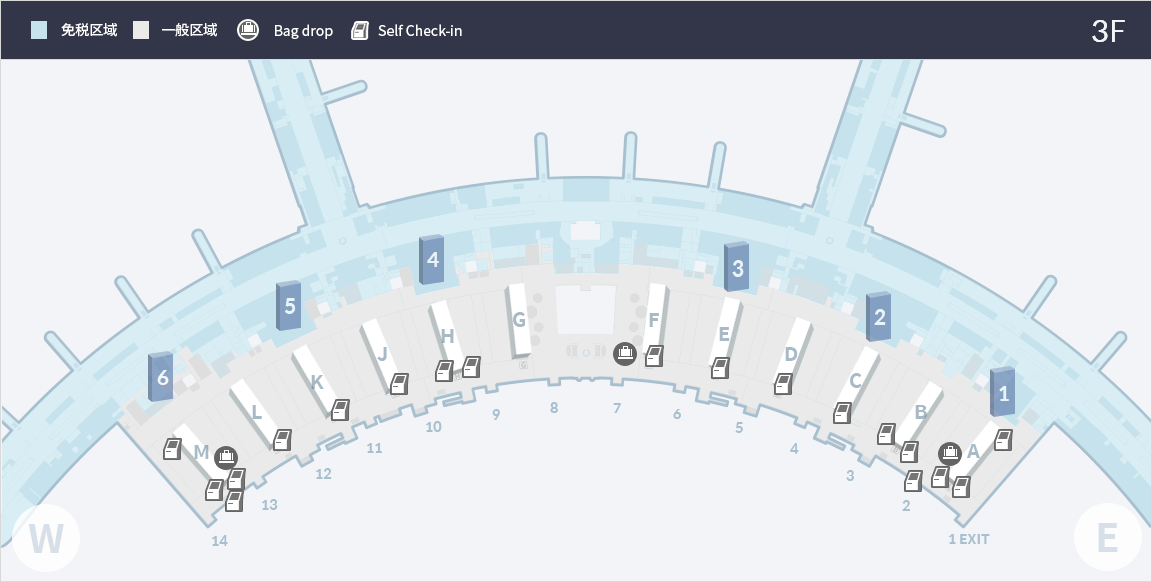 免税区域 一般区域 Bag drop Self Check-in 3F
4
3
5
2
6
1
G
F
H
E
J
D
K
C
L
B
M
A
9
8
7
6
10
5
11
4
12
3
13
2
14
1 EXIT
W
E